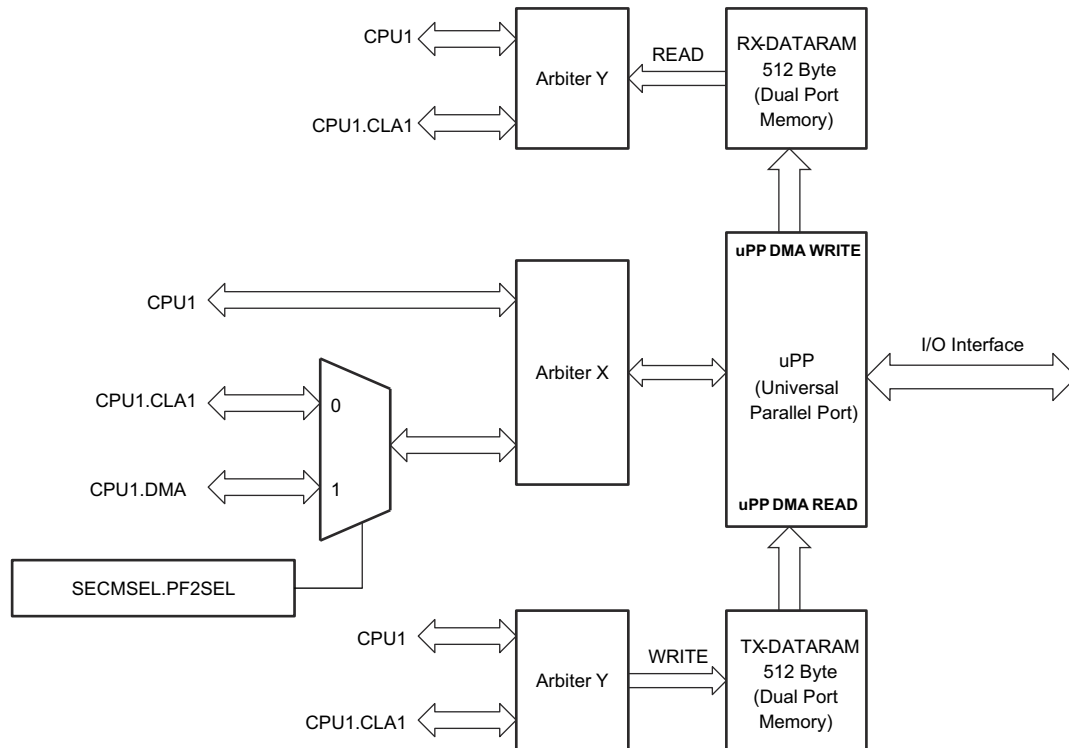 CPU1
CPU1.CLA1
Arbiter Y
READ
RX-DATARAM
512 Byte
(Dual Port
Memory)
CPU1
CPU1.CLA1
0
CPU1.DMA
1
SECMSEL.PF2SEL
Arbiter X
uPP DMA WRITE
uPP
(Universal
Parallel Port)
uPP DMA READ
I/O Interface
CPU1
CPU1.CLA1
Arbiter Y
WRITE
TX-DATARAM
512 Byte
(Dual Port
Memory)